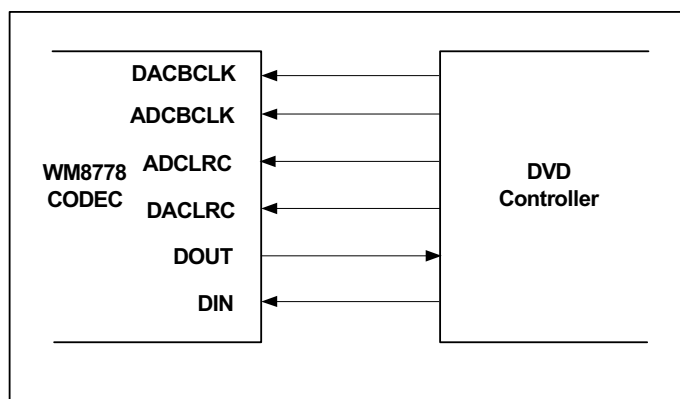 DACBCLK
ADCBCLK
ADCLRC
WM8778
CODEC
DACLRC
DOUT
DIN
DVD
Controller